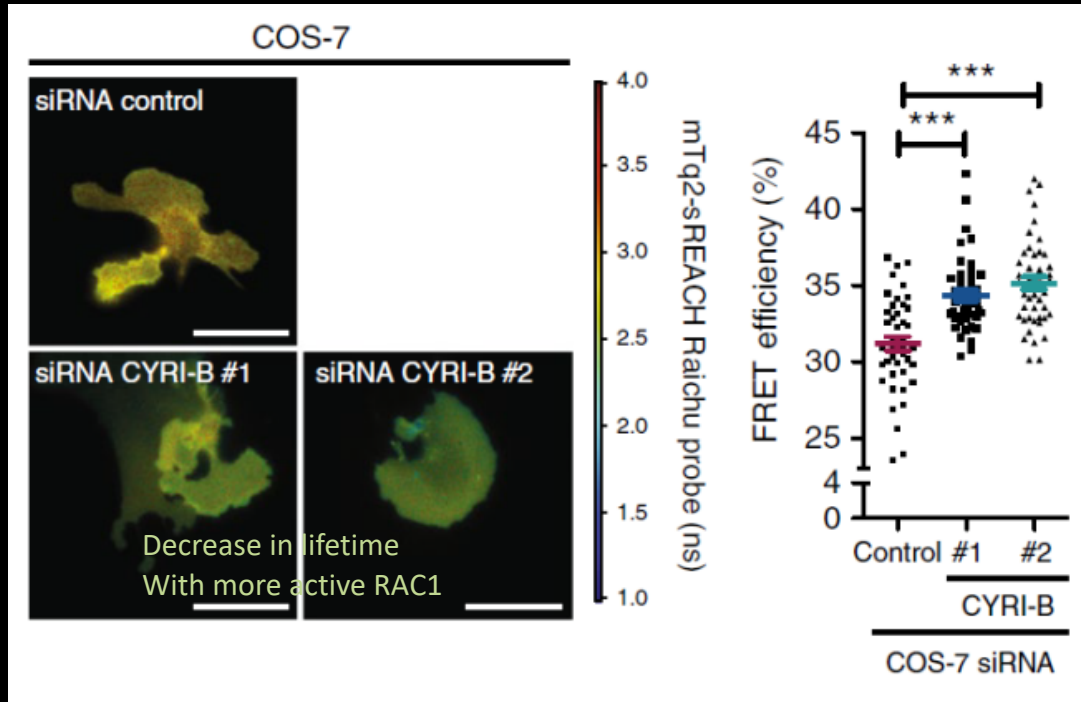 COS-7
siRNA control
siRNA CYRI-B #1
siRNA CYRI-B #2
Decrease in lifetime
With more active RAC1
4.0
3.5
3.0
2.5
2.0
1.5
1.0
mTq2-sREACH Raichu probe (ns)
***
***
FRET efficiency (%)
45
40
35
30
25
4
0
Control #1 #2
CYRI-B
COS-7 siRNA